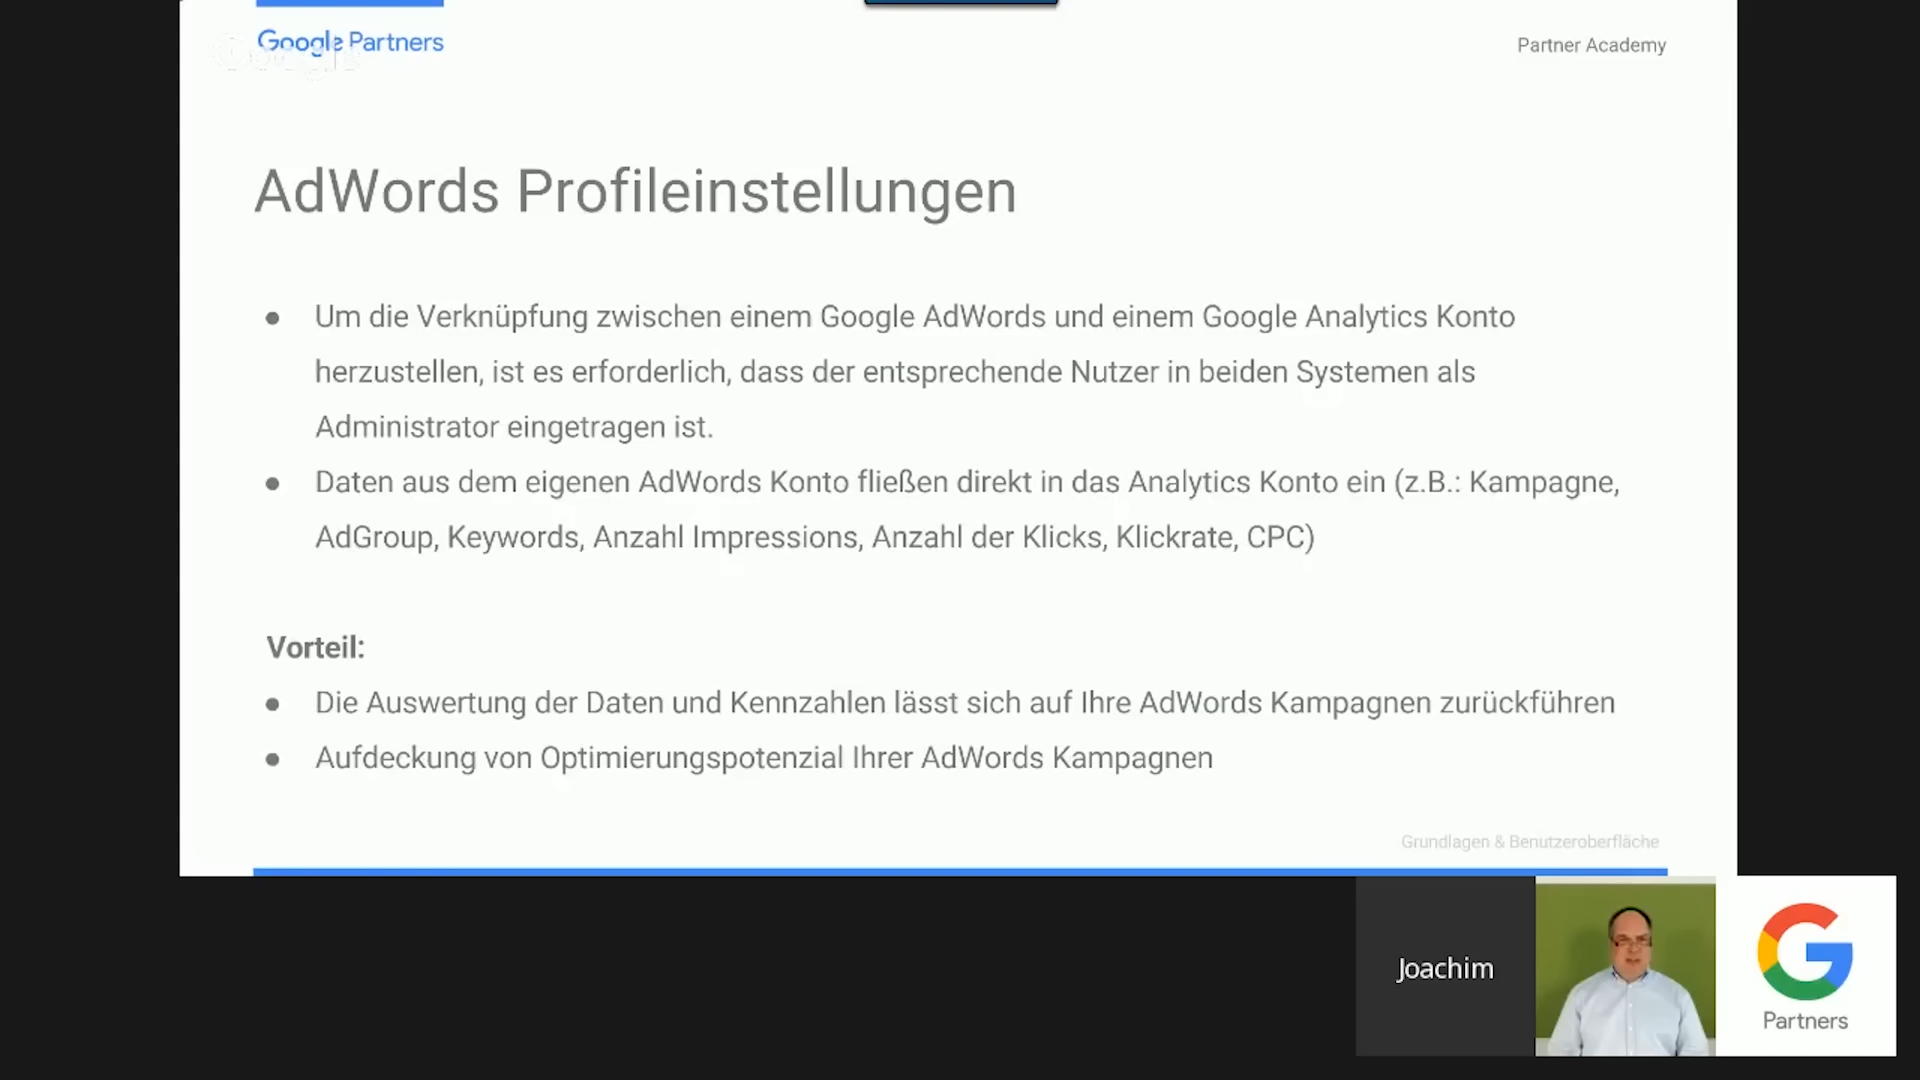 Google Partners
Partner Academy
AdWords Profileinstellungen
● Um die Verknüpfung zwischen einem Google AdWords und einem Google Analytics Konto
herzustellen, ist es erforderlich, dass der entsprechende Nutzer in beiden Systemen als
Administrator eingetragen ist.
● Daten aus dem eigenen AdWords Konto fließen direkt in das Analytics Konto ein (z.B.: Kampagne,
AdGroup, Keywords, Anzahl Impressions, Anzahl der Klicks, Klickrate, CPC)
Vorteil:
● Die Auswertung der Daten und Kennzahlen lässt sich auf Ihre AdWords Kampagnen zurückführen
● Aufdeckung von Optimierungspotenzial Ihrer AdWords Kampagnen
Grundlagen & Benutzeroberfläche
Joachim
G
Partners